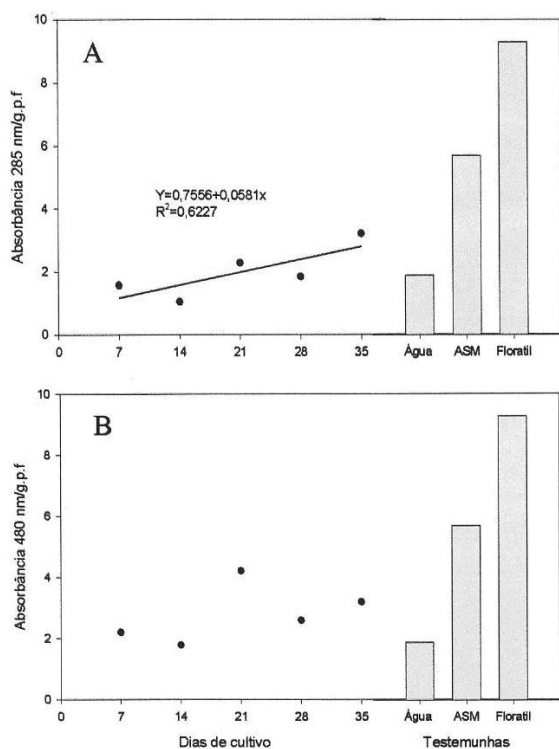 A
Absorbância 285 nm/g.p.f
10
8
6
4
2
0
Y=0,7556+0,0581x
R²=0,6227
0 7 14 21 28 35 Água ASM Floratil
B
Absorbância 480 nm/g.p.f
10
8
6
4
2
0
0 7 14 21 28 35 Água ASM Floratil
Dias de cultivo Testemunhas